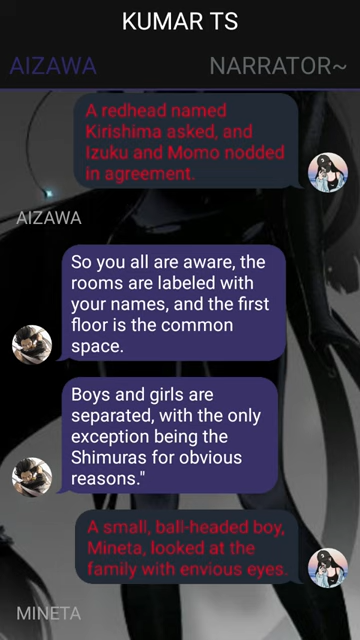 KUMAR TS
AIZAWA
NARRATOR~
A redhead named
Kirishima asked, and
Izuku and Momo nodded
in agreement.
AIZAWA
So you all are aware, the
rooms are labeled with
your names, and the first
floor is the common
space.
Boys and girls are
separated, with the only
exception being the
Shimuras for obvious
reasons."
A small, ball-headed boy,
Mineta, looked at the
family with envious eyes.
MINETA